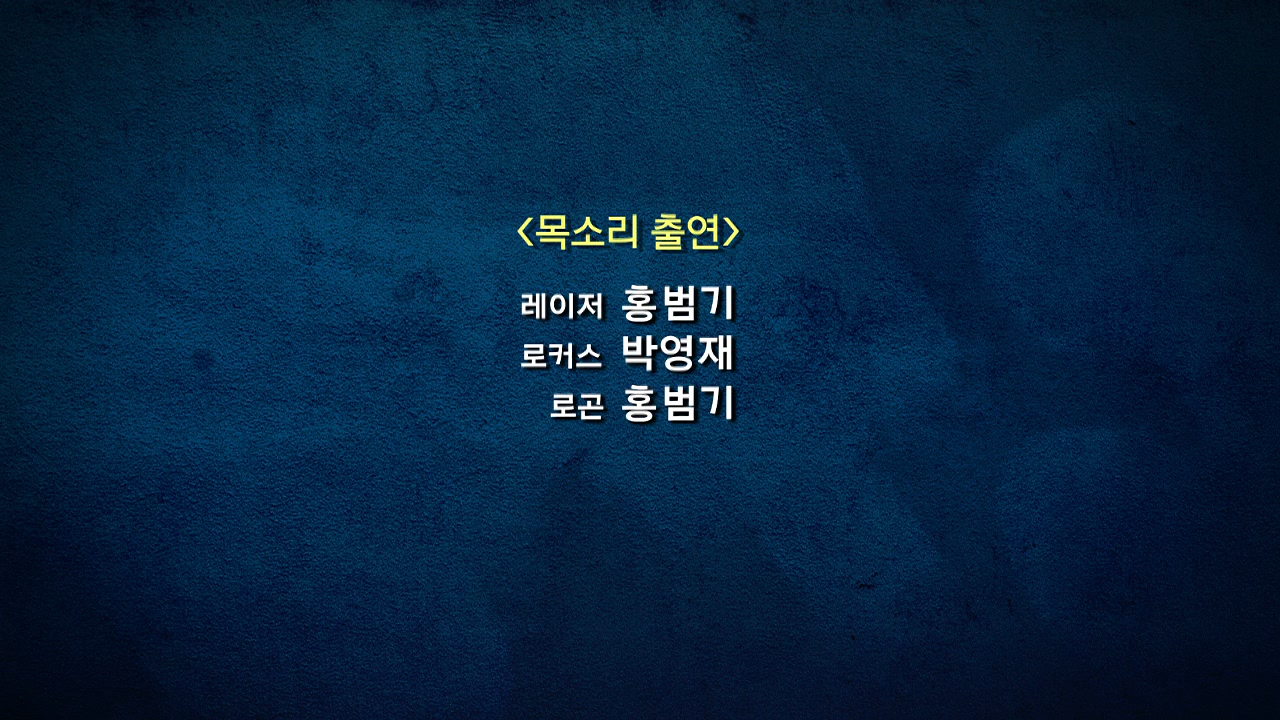 <목소리 출연>
레이저 홍범기
로커스 박영재
로곤 홍범기